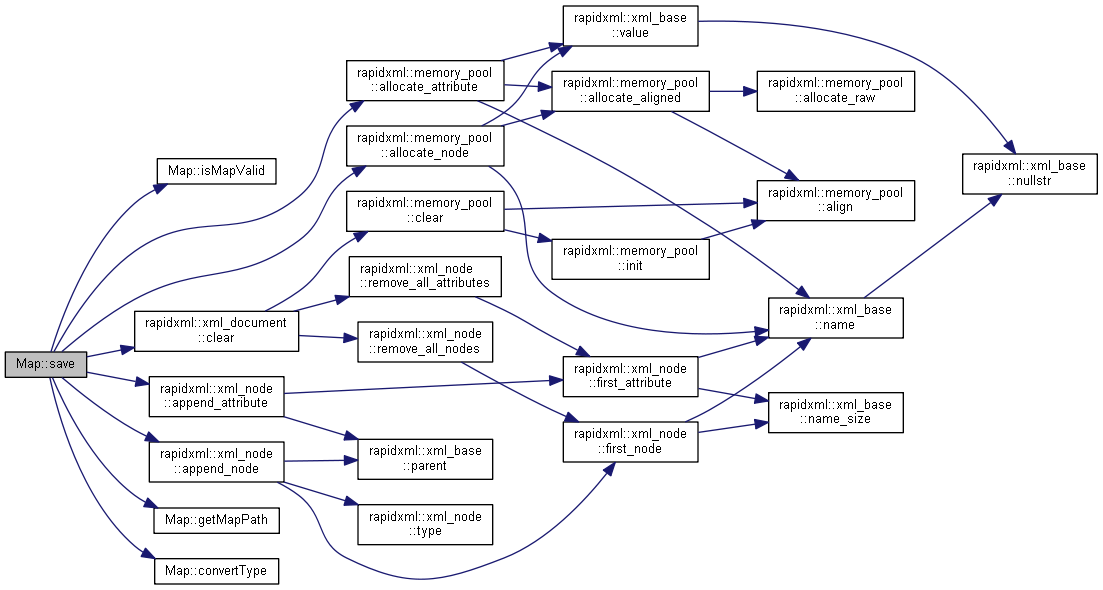 rapidxml::xml_base
::value
rapidxml::memory_pool
::allocate_attribute
rapidxml::memory_pool
::allocate_aligned
rapidxml::memory_pool
::allocate_raw
rapidxml::memory_pool
::allocate_node
Map::isMapValid
rapidxml::xml_base
::nullstr
rapidxml::memory_pool
::clear
rapidxml::memory_pool
::align
rapidxml::memory_pool
::init
rapidxml::xml_node
::remove_all_attributes
rapidxml::xml_document
::clear
rapidxml::xml_base
::name
rapidxml::xml_node
::remove_all_nodes
Map::save
rapidxml::xml_node
::first_attribute
rapidxml::xml_node
::append_attribute
rapidxml::xml_base
::name_size
rapidxml::xml_node
::first_node
rapidxml::xml_node
::append_node
rapidxml::xml_base
::parent
rapidxml::xml_node
::type
Map::getMapPath
Map::convertType